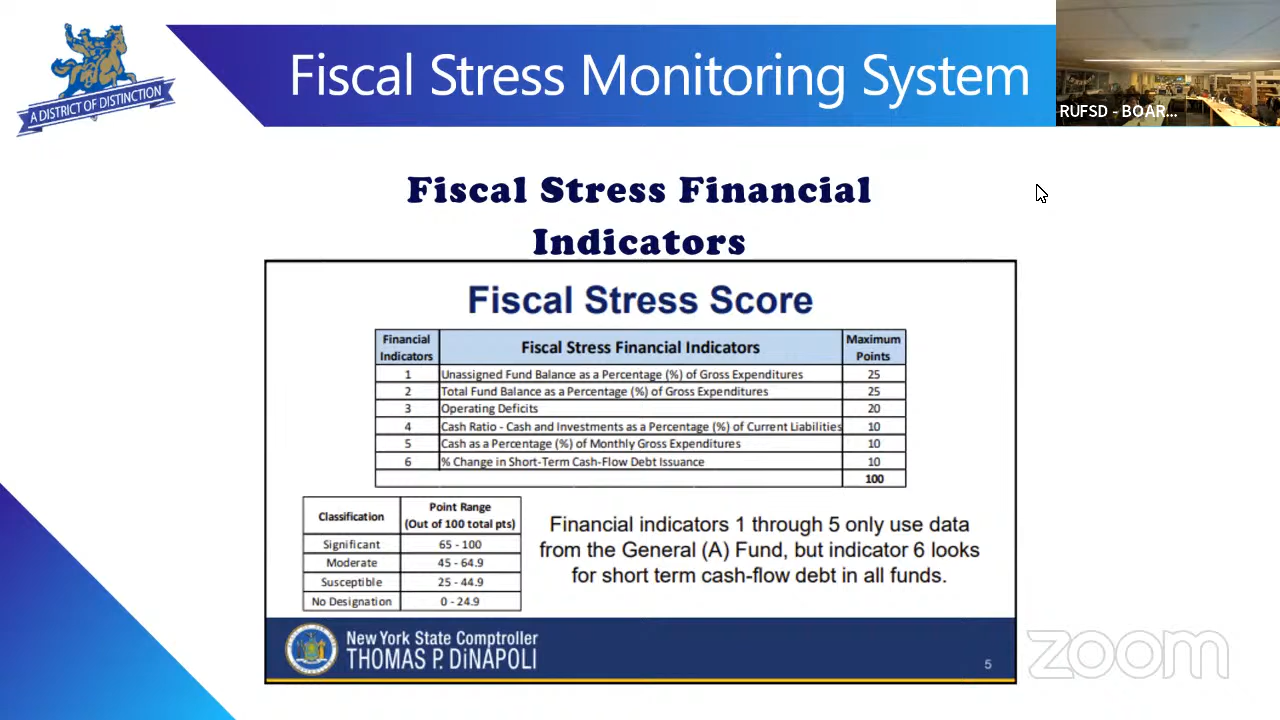 A DISTRICT OF DISTINCTION
Fiscal Stress Monitoring System
RUFSD - BOAR...
Fiscal Stress Financial
Indicators
Fiscal Stress Score
Financial Indicators | Fiscal Stress Financial Indicators | Maximum Points
1 | Unassigned Fund Balance as a Percentage (%) of Gross Expenditures | 25
2 | Total Fund Balance as a Percentage (%) of Gross Expenditures | 25
3 | Operating Deficits | 20
4 | Cash Ratio - Cash and Investments as a Percentage (%) of Current Liabilities | 10
5 | Cash as a Percentage (%) of Monthly Gross Expenditures | 10
6 | % Change in Short-Term Cash-Flow Debt Issuance | 10
100
Classification | Point Range (Out of 100 total pts)
Significant | 65 - 100
Moderate | 45 - 64.9
Susceptible | 25 - 44.9
No Designation | 0 - 24.9
Financial indicators 1 through 5 only use data
from the General (A) Fund, but indicator 6 looks
for short term cash-flow debt in all funds.
New York State Comptroller
THOMAS P. DiNAPOLI
5
zoom